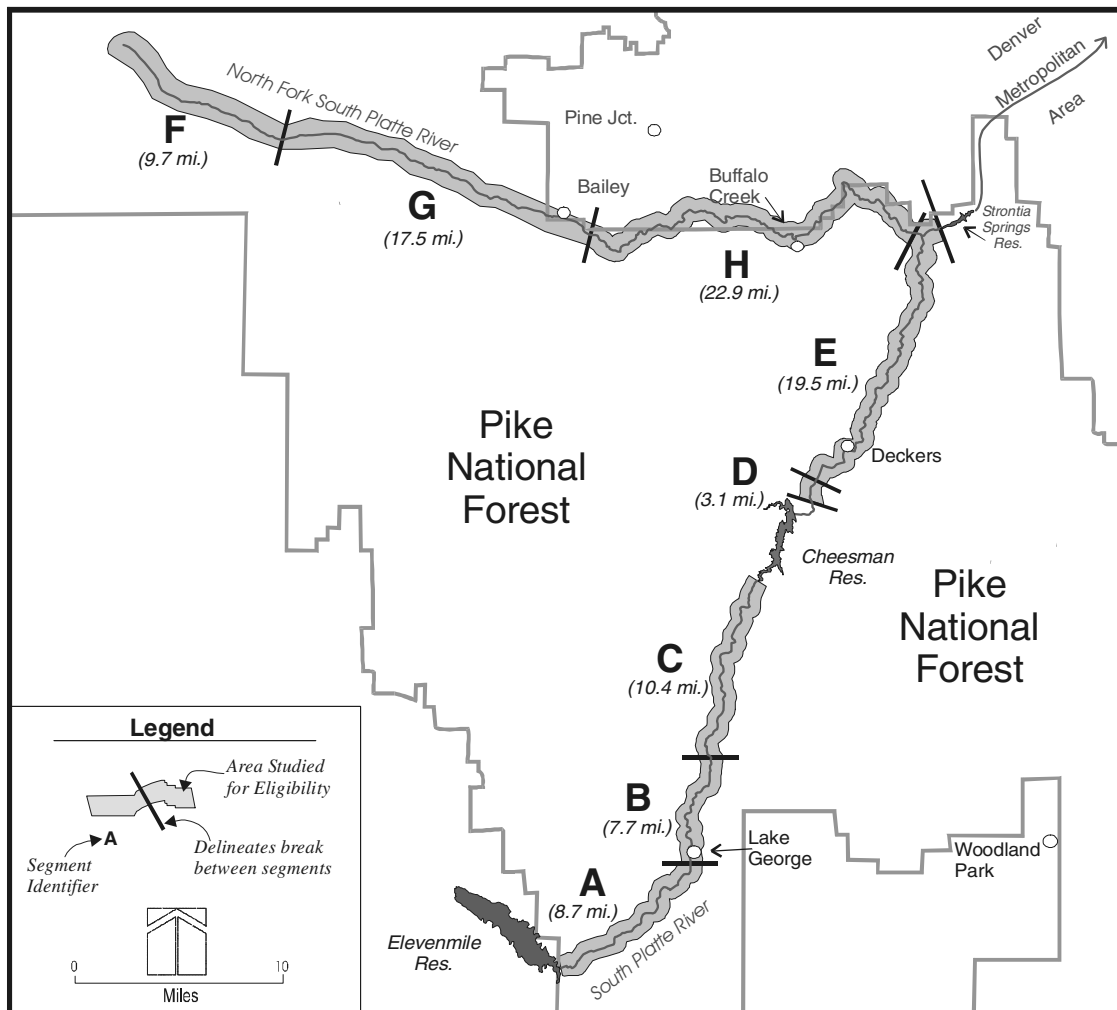 Denver
Metropolitan
Area
North Fork South Platte River
Pine Jct.
F
(9.7 mi.)
Bailey
Buffalo
Creek
G
(17.5 mi.)
Strontia
Springs
Res.
H
(22.9 mi.)
E
(19.5 mi.)
Pike
National
Forest
Deckers
D
(3.1 mi.)
Cheesman
Res.
Pike
National
Forest
C
(10.4 mi.)
B
(7.7 mi.)
Lake
George
Woodland
Park
A
(8.7 mi.)
Elevenmile
Res.
South Platte River
Legend
Area Studied
for Eligibility
A
Segment
Identifier
Delineates break
between segments
0 10
Miles